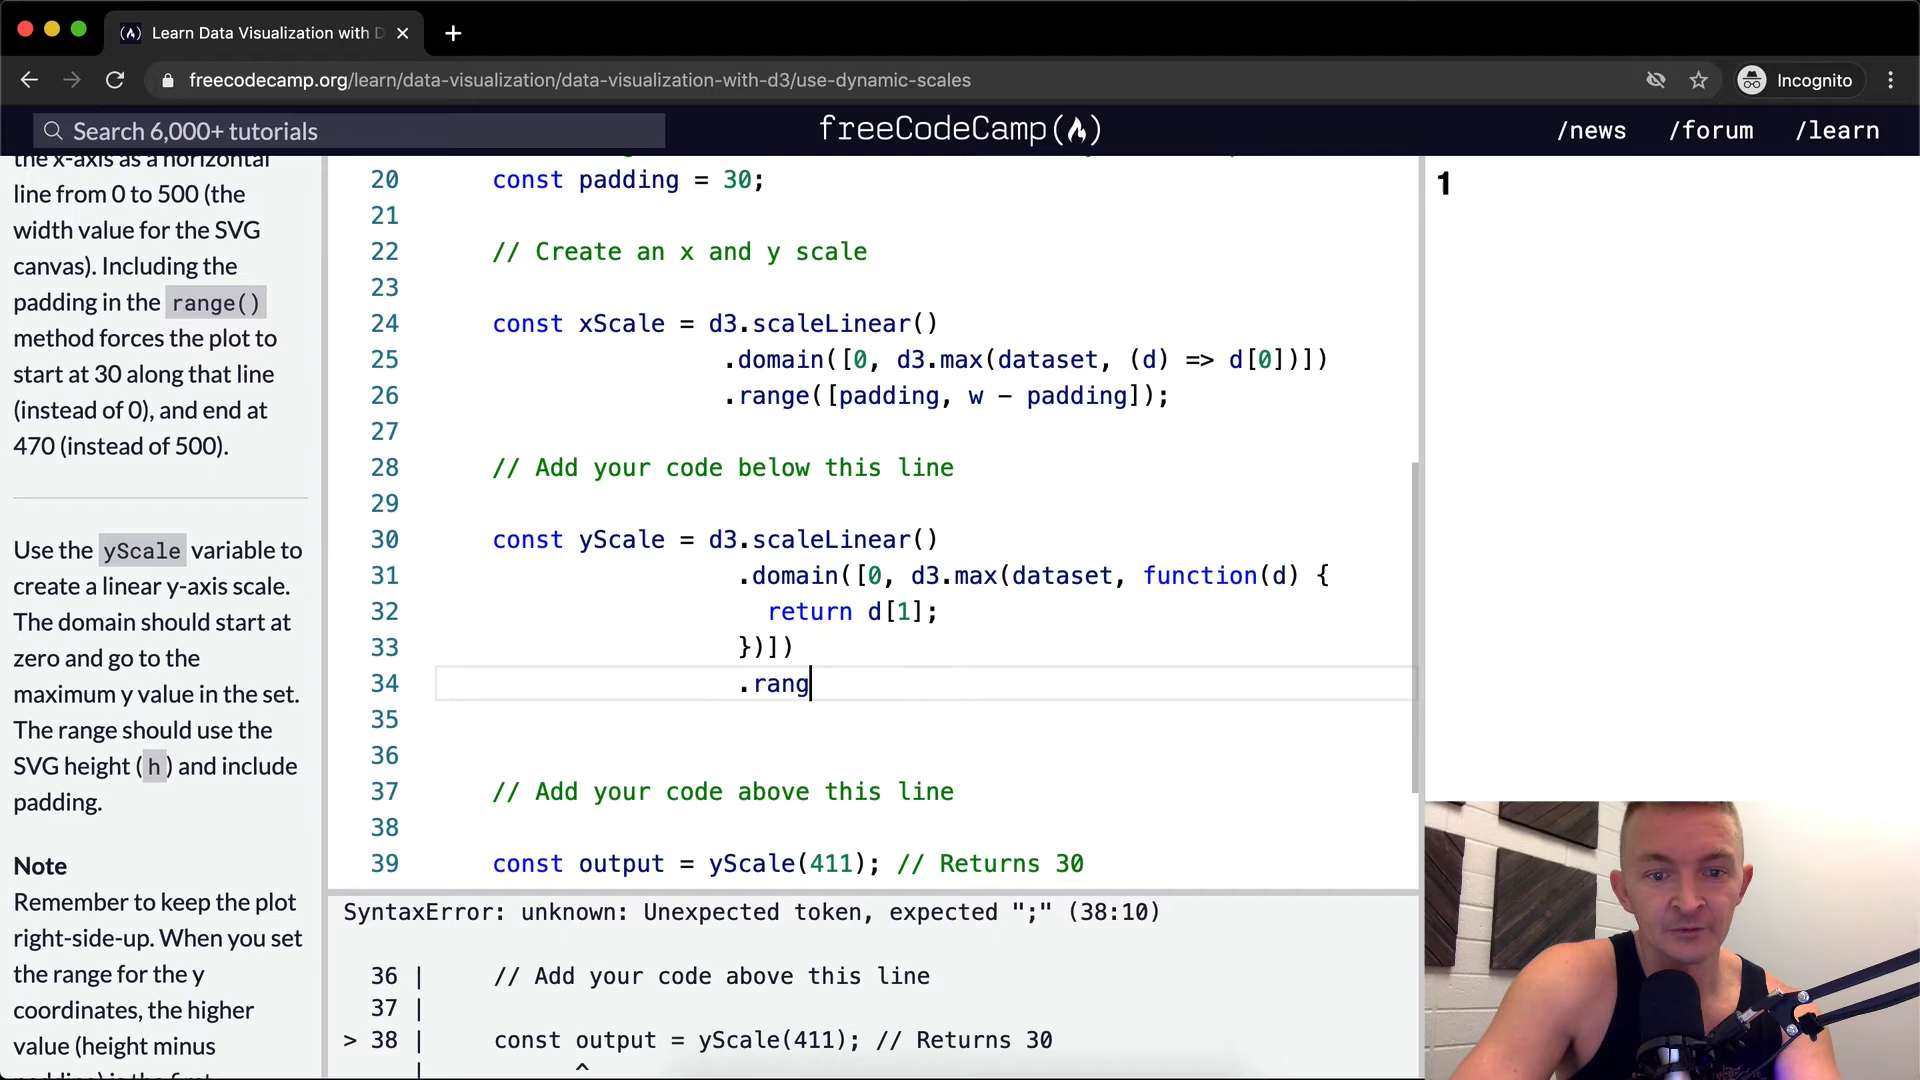 Learn Data Visualization with D
freecodecamp.org/learn/data-visualization/data-visualization-with-d3/use-dynamic-scales
Incognito
Search 6,000+ tutorials
freeCodeCamp
/news
/forum
/learn
the x-axis as a horizontal
line from 0 to 500 (the
width value for the SVG
canvas). Including the
padding in the range()
method forces the plot to
start at 30 along that line
(instead of 0), and end at
470 (instead of 500).
Use the yScale variable to
create a linear y-axis scale.
The domain should start at
zero and go to the
maximum y value in the set.
The range should use the
SVG height (h) and include
padding.
Note
Remember to keep the plot
right-side-up. When you set
the range for the y
coordinates, the higher
value (height minus
20 const padding = 30;
21
22 // Create an x and y scale
23
24 const xScale = d3.scaleLinear()
25 .domain([0, d3.max(dataset, (d) => d[0])])
26 .range([padding, w - padding]);
27
28 // Add your code below this line
29
30 const yScale = d3.scaleLinear()
31 .domain([0, d3.max(dataset, function(d) {
32 return d[1];
33 })])
34 .rang
35
36
37 // Add your code above this line
38
39 const output = yScale(411); // Returns 30
SyntaxError: unknown: Unexpected token, expected ";" (38:10)
36 | // Add your code above this line
37 |
> 38 | const output = yScale(411); // Returns 30
| ^
1